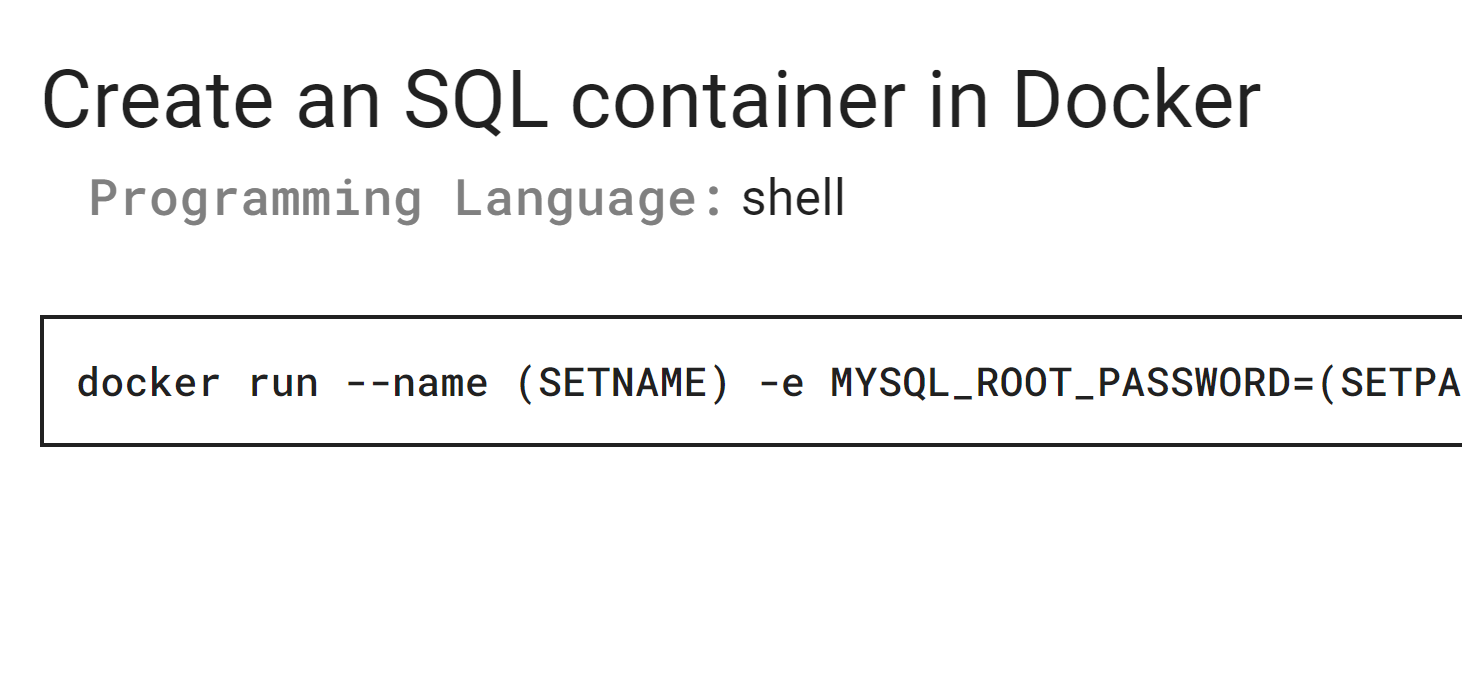 Create an SQL container in Docker
Programming Language: shell
docker run --name (SETNAME) -e MYSQL_ROOT_PASSWORD=(SETPA